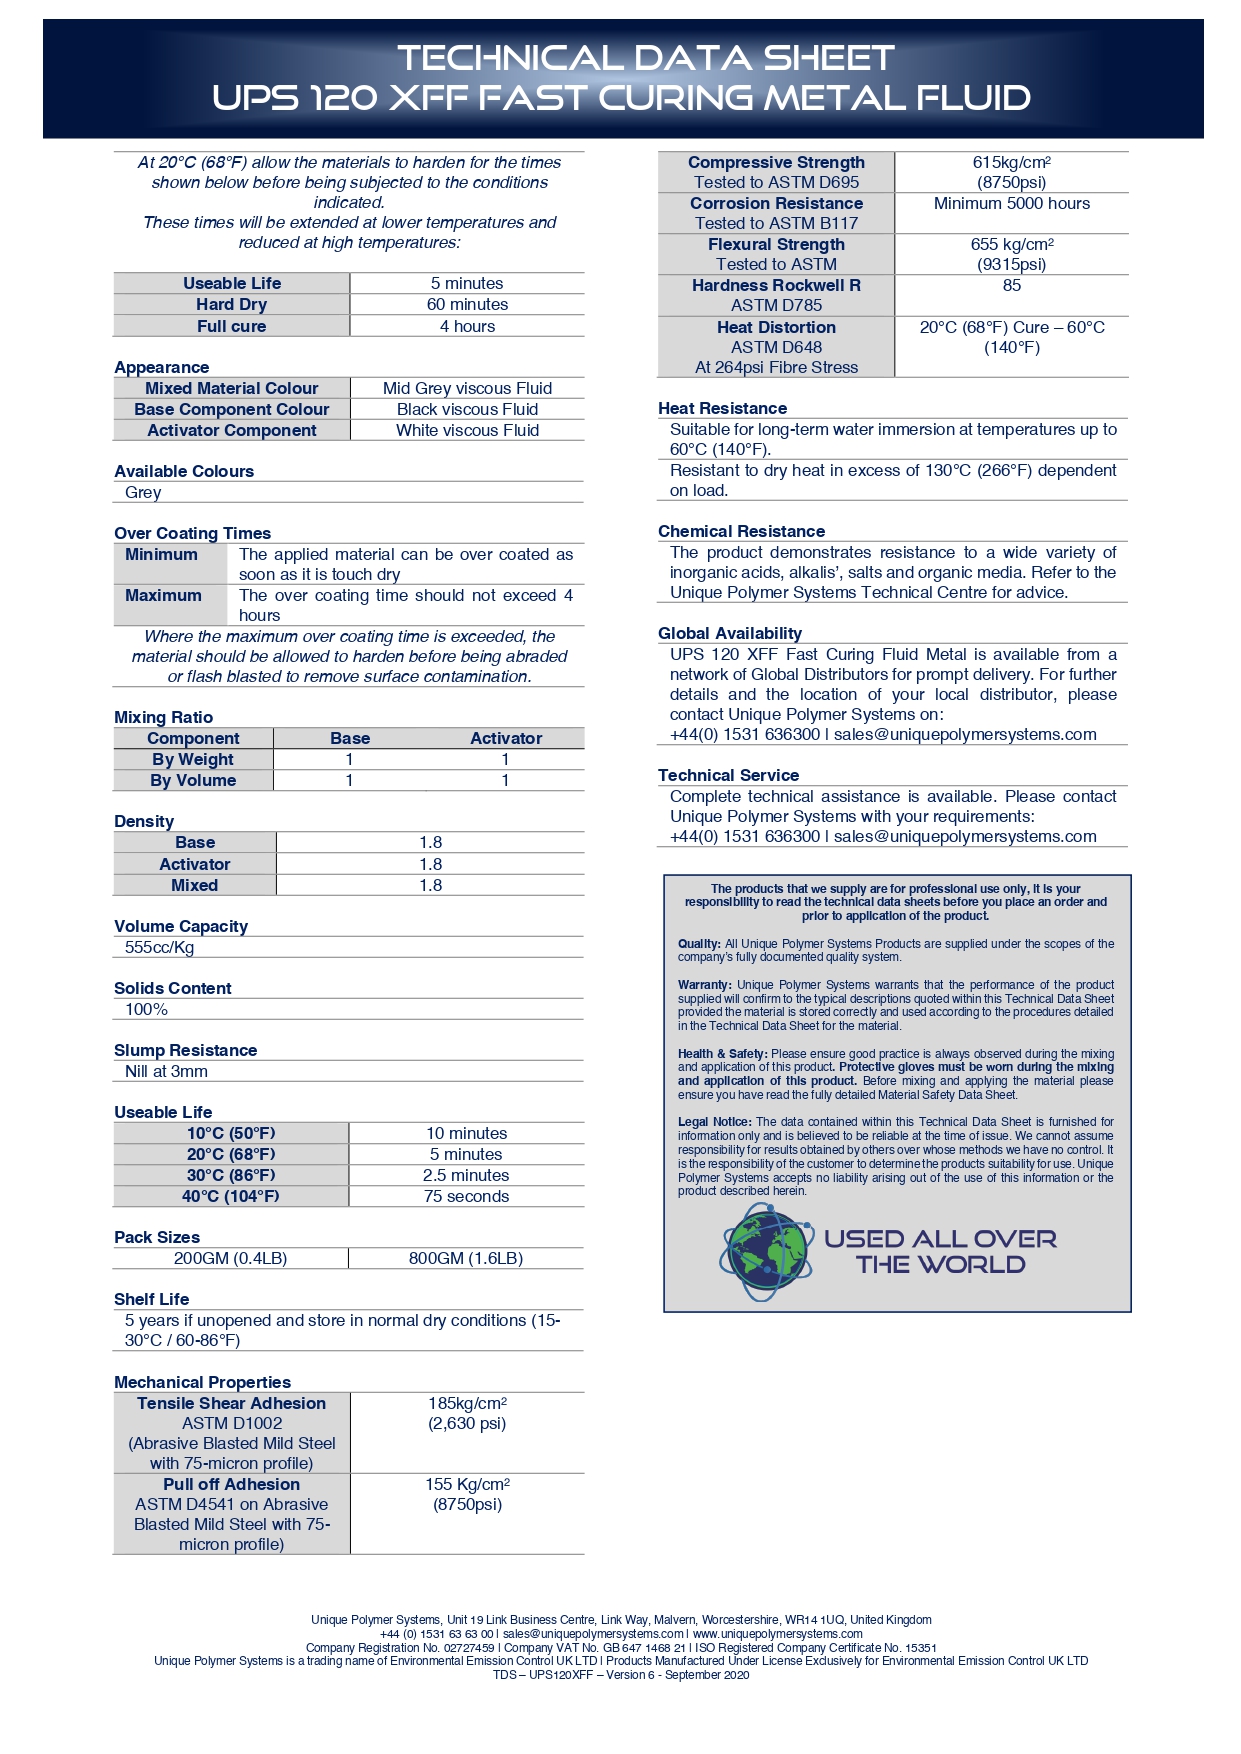 TECHNICAL DATA SHEET
UPS 120 XFF FAST CURING METAL FLUID
At 20°C (68°F) allow the materials to harden for the times
shown below before being subjected to the conditions
indicated.
These times will be extended at lower temperatures and
reduced at high temperatures:
Useable Life 5 minutes
Hard Dry 60 minutes
Full cure 4 hours
Appearance
Mixed Material Colour Mid Grey viscous Fluid
Base Component Colour Black viscous Fluid
Activator Component White viscous Fluid
Available Colours
Grey
Over Coating Times
Minimum The applied material can be over coated as
soon as it is touch dry
Maximum The over coating time should not exceed 4
hours
Where the maximum over coating time is exceeded, the
material should be allowed to harden before being abraded
or flash blasted to remove surface contamination.
Mixing Ratio
Component Base Activator
By Weight 1 1
By Volume 1 1
Density
Base 1.8
Activator 1.8
Mixed 1.8
Volume Capacity
555cc/Kg
Solids Content
100%
Slump Resistance
Nill at 3mm
Useable Life
10°C (50°F) 10 minutes
20°C (68°F) 5 minutes
30°C (86°F) 2.5 minutes
40°C (104°F) 75 seconds
Pack Sizes
200GM (0.4LB) 800GM (1.6LB)
Shelf Life
5 years if unopened and store in normal dry conditions (15-
30°C / 60-86°F)
Mechanical Properties
Tensile Shear Adhesion 185kg/cm²
ASTM D1002 (2,630 psi)
(Abrasive Blasted Mild Steel
with 75-micron profile)
Pull off Adhesion 155 Kg/cm²
ASTM D4541 on Abrasive (8750psi)
Blasted Mild Steel with 75-
micron profile)
Compressive Strength 615kg/cm²
Tested to ASTM D695 (8750psi)
Corrosion Resistance Minimum 5000 hours
Tested to ASTM B117
Flexural Strength 655 kg/cm²
Tested to ASTM (9315psi)
Hardness Rockwell R 85
ASTM D785
Heat Distortion 20°C (68°F) Cure – 60°C
ASTM D648 (140°F)
At 264psi Fibre Stress
Heat Resistance
Suitable for long-term water immersion at temperatures up to
60°C (140°F).
Resistant to dry heat in excess of 130°C (266°F) dependent
on load.
Chemical Resistance
The product demonstrates resistance to a wide variety of
inorganic acids, alkalis’, salts and organic media. Refer to the
Unique Polymer Systems Technical Centre for advice.
Global Availability
UPS 120 XFF Fast Curing Fluid Metal is available from a
network of Global Distributors for prompt delivery. For further
details and the location of your local distributor, please
contact Unique Polymer Systems on:
+44(0) 1531 636300 | sales@uniquepolymersystems.com
Technical Service
Complete technical assistance is available. Please contact
Unique Polymer Systems with your requirements:
+44(0) 1531 636300 | sales@uniquepolymersystems.com
The products that we supply are for professional use only, it is your
responsibility to read the technical data sheets before you place an order and
prior to application of the product.
Quality: All Unique Polymer Systems Products are supplied under the scopes of the
company’s fully documented quality system.
Warranty: Unique Polymer Systems warrants that the performance of the product
supplied will confirm to the typical descriptions quoted within this Technical Data Sheet
provided the material is stored correctly and used according to the procedures detailed
in the Technical Data Sheet for the material.
Health & Safety: Please ensure good practice is always observed during the mixing
and application of this product. Protective gloves must be worn during the mixing
and application of this product. Before mixing and applying the material please
ensure you have read the fully detailed Material Safety Data Sheet.
Legal Notice: The data contained within this Technical Data Sheet is furnished for
information only and is believed to be reliable at the time of issue. We cannot assume
responsibility for results obtained by others over whose methods we have no control. It
is the responsibility of the customer to determine the products suitability for use. Unique
Polymer Systems accepts no liability arising out of the use of this information or the
product described herein.
USED ALL OVER
THE WORLD
Unique Polymer Systems, Unit 19 Link Business Centre, Link Way, Malvern, Worcestershire, WR14 1UQ, United Kingdom
+44 (0) 1531 63 63 00 | sales@uniquepolymersystems.com | www.uniquepolymersystems.com
Company Registration No. 02727459 | Company VAT No. GB 647 1468 21 | ISO Registered Company Certificate No. 15351
Unique Polymer Systems is a trading name of Environmental Emission Control UK LTD | Products Manufactured Under License Exclusively for Environmental Emission Control UK LTD
TDS – UPS120XFF – Version 6 - September 2020